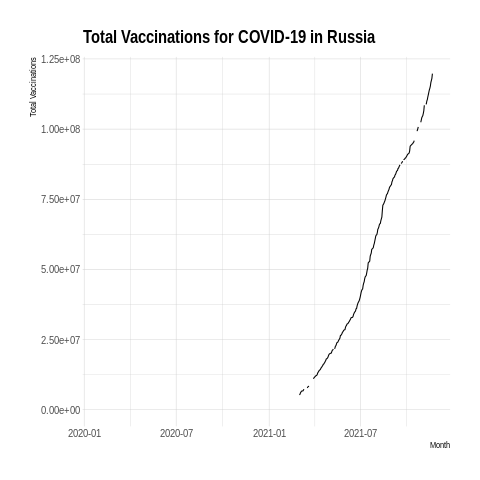 Total Vaccinations for COVID-19 in Russia
Total Vaccinations
1.25e+08
1.00e+08
7.50e+07
5.00e+07
2.50e+07
0.00e+00
2020-01 2020-07 2021-01 2021-07
Month